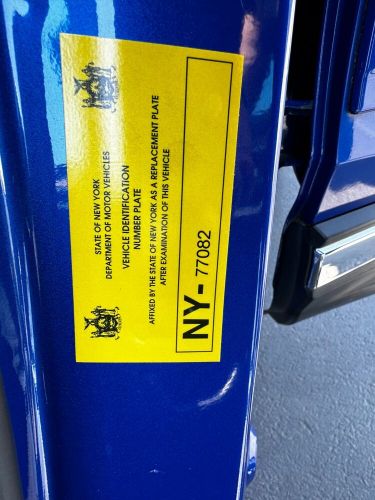 STATE OF NEW YORK
DEPARTMENT OF MOTOR VEHICLES
VEHICLE IDENTIFICATION
NUMBER PLATE
AFFIXED BY THE STATE OF NEW YORK AS A REPLACEMENT PLATE
AFTER EXAMINATION OF THIS VEHICLE
NY- 77082